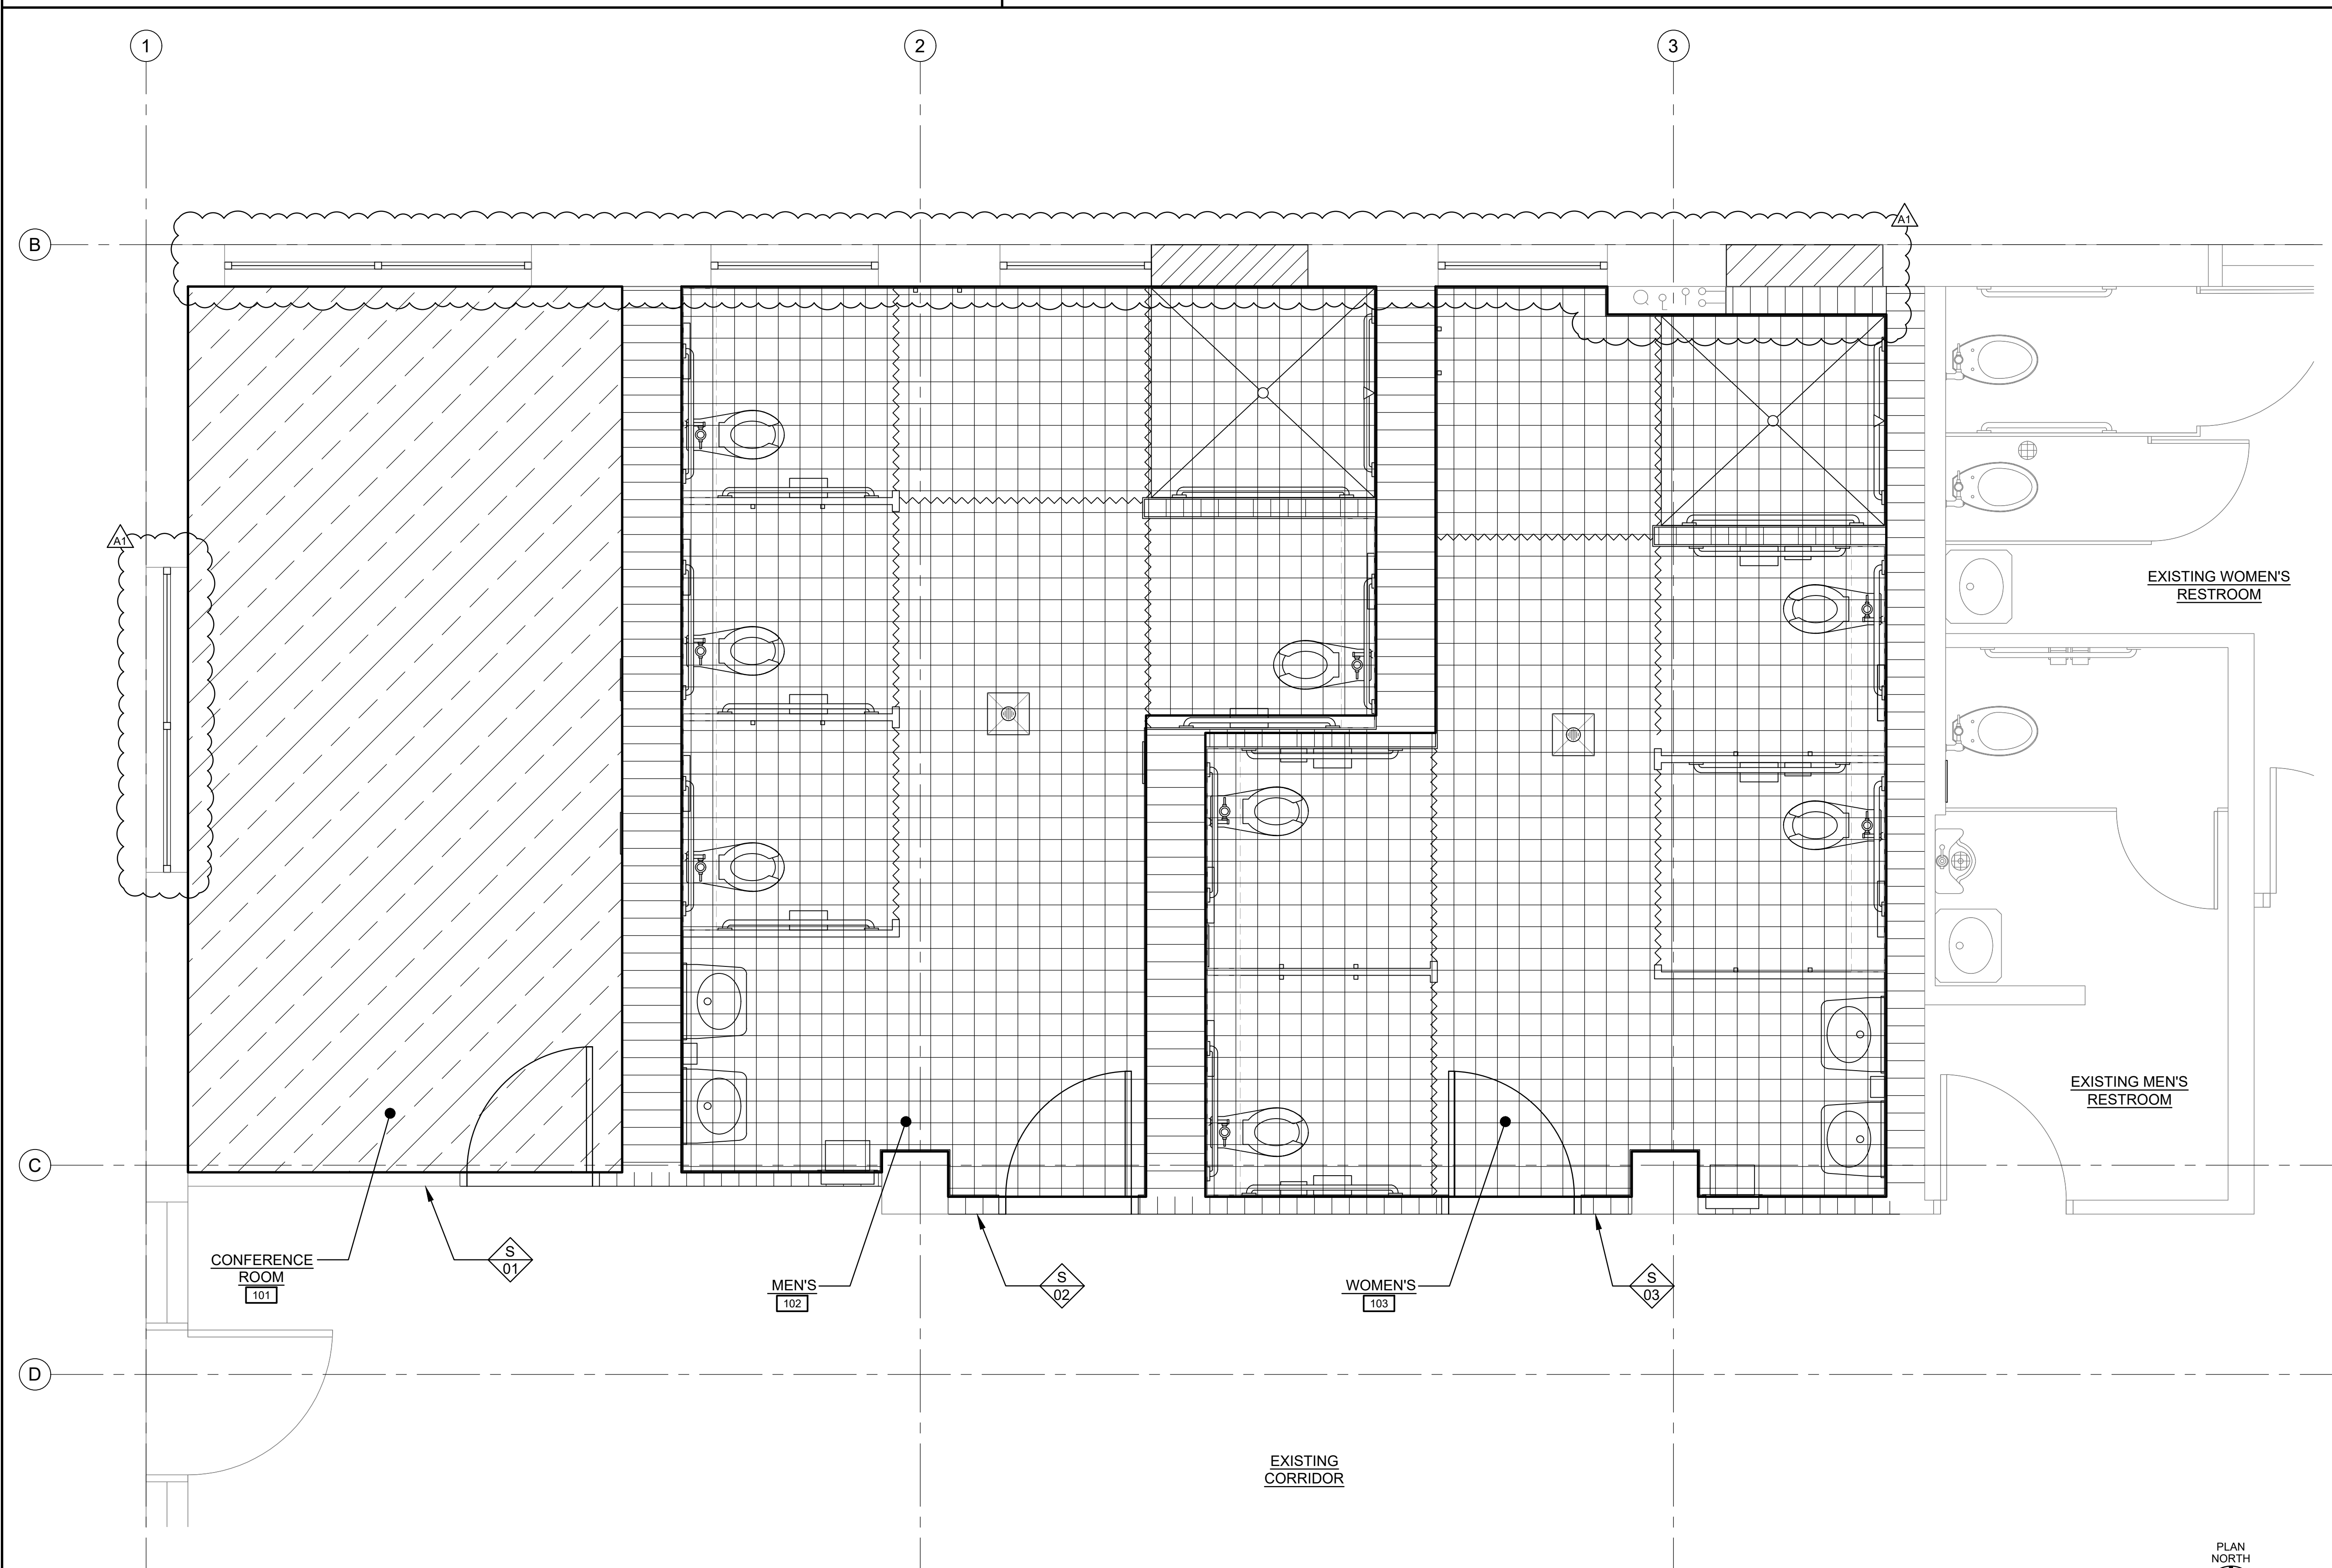 1
2
3
A1
B
A1
EXISTING WOMEN'S
RESTROOM
EXISTING MEN'S
RESTROOM
C
CONFERENCE
ROOM
101
S
01
MEN'S
102
S
02
WOMEN'S
103
S
03
D
EXISTING
CORRIDOR
PLAN
NORTH